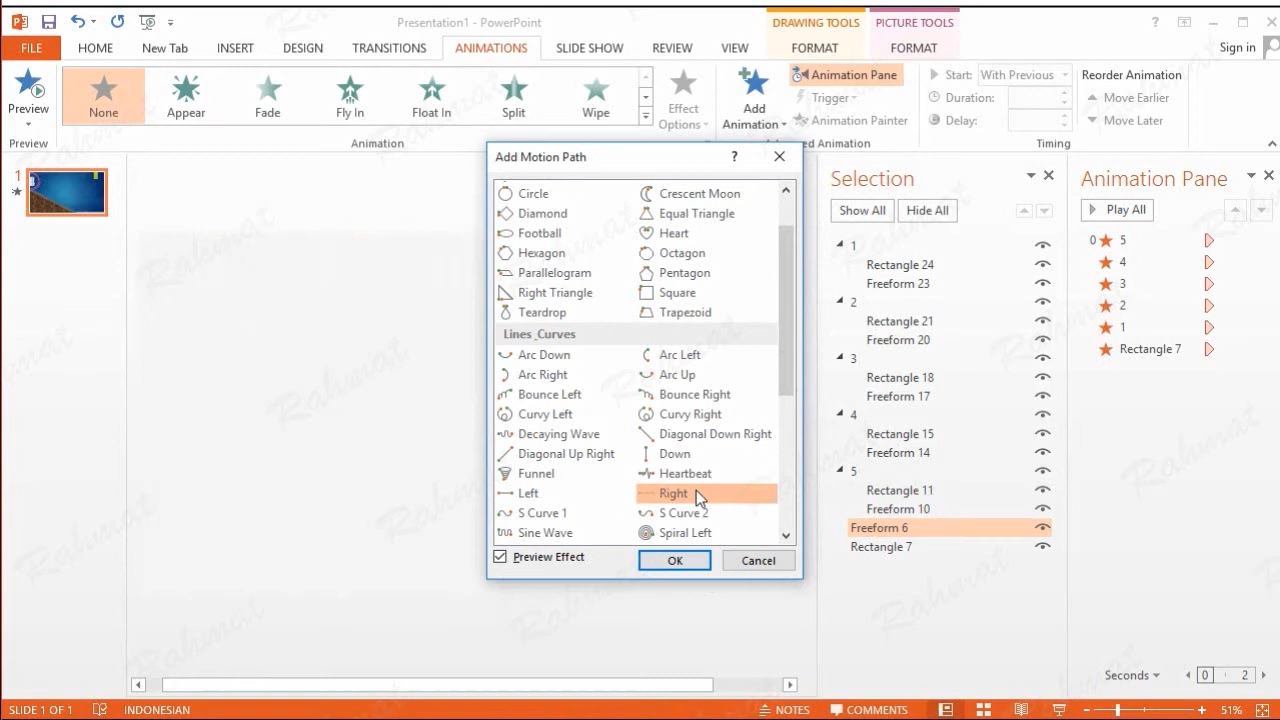 Presentation1 - PowerPoint
DRAWING TOOLS
PICTURE TOOLS
?
FILE
HOME
New Tab
INSERT
DESIGN
TRANSITIONS
ANIMATIONS
SLIDE SHOW
REVIEW
VIEW
FORMAT
FORMAT
Sign in
Preview
Preview
None
Appear
Fade
Fly In
Float In
Split
Wipe
Animation
Effect
Options
Add
Animation
Animation Pane
Trigger
Animation Painter
Advanced Animation
Start: With Previous
Duration:
Delay:
Reorder Animation
Move Earlier
Move Later
Timing
1
Add Motion Path
?
Circle
Crescent Moon
Diamond
Equal Triangle
Football
Heart
Hexagon
Octagon
Parallelogram
Pentagon
Right Triangle
Square
Teardrop
Trapezoid
Lines_Curves
Arc Down
Arc Left
Arc Right
Arc Up
Bounce Left
Bounce Right
Curvy Left
Curvy Right
Decaying Wave
Diagonal Down Right
Diagonal Up Right
Down
Funnel
Heartbeat
Left
Right
S Curve 1
S Curve 2
Sine Wave
Spiral Left
Preview Effect
OK
Cancel
Selection
Show All
Hide All
1
Rectangle 24
Freeform 23
2
Rectangle 21
Freeform 20
3
Rectangle 18
Freeform 17
4
Rectangle 15
Freeform 14
5
Rectangle 11
Freeform 10
Freeform 6
Rectangle 7
Animation Pane
Play All
0 5
4
3
2
1
Rectangle 7
Seconds
0
2
SLIDE 1 OF 1
INDONESIAN
NOTES
COMMENTS
51%
Rahmat